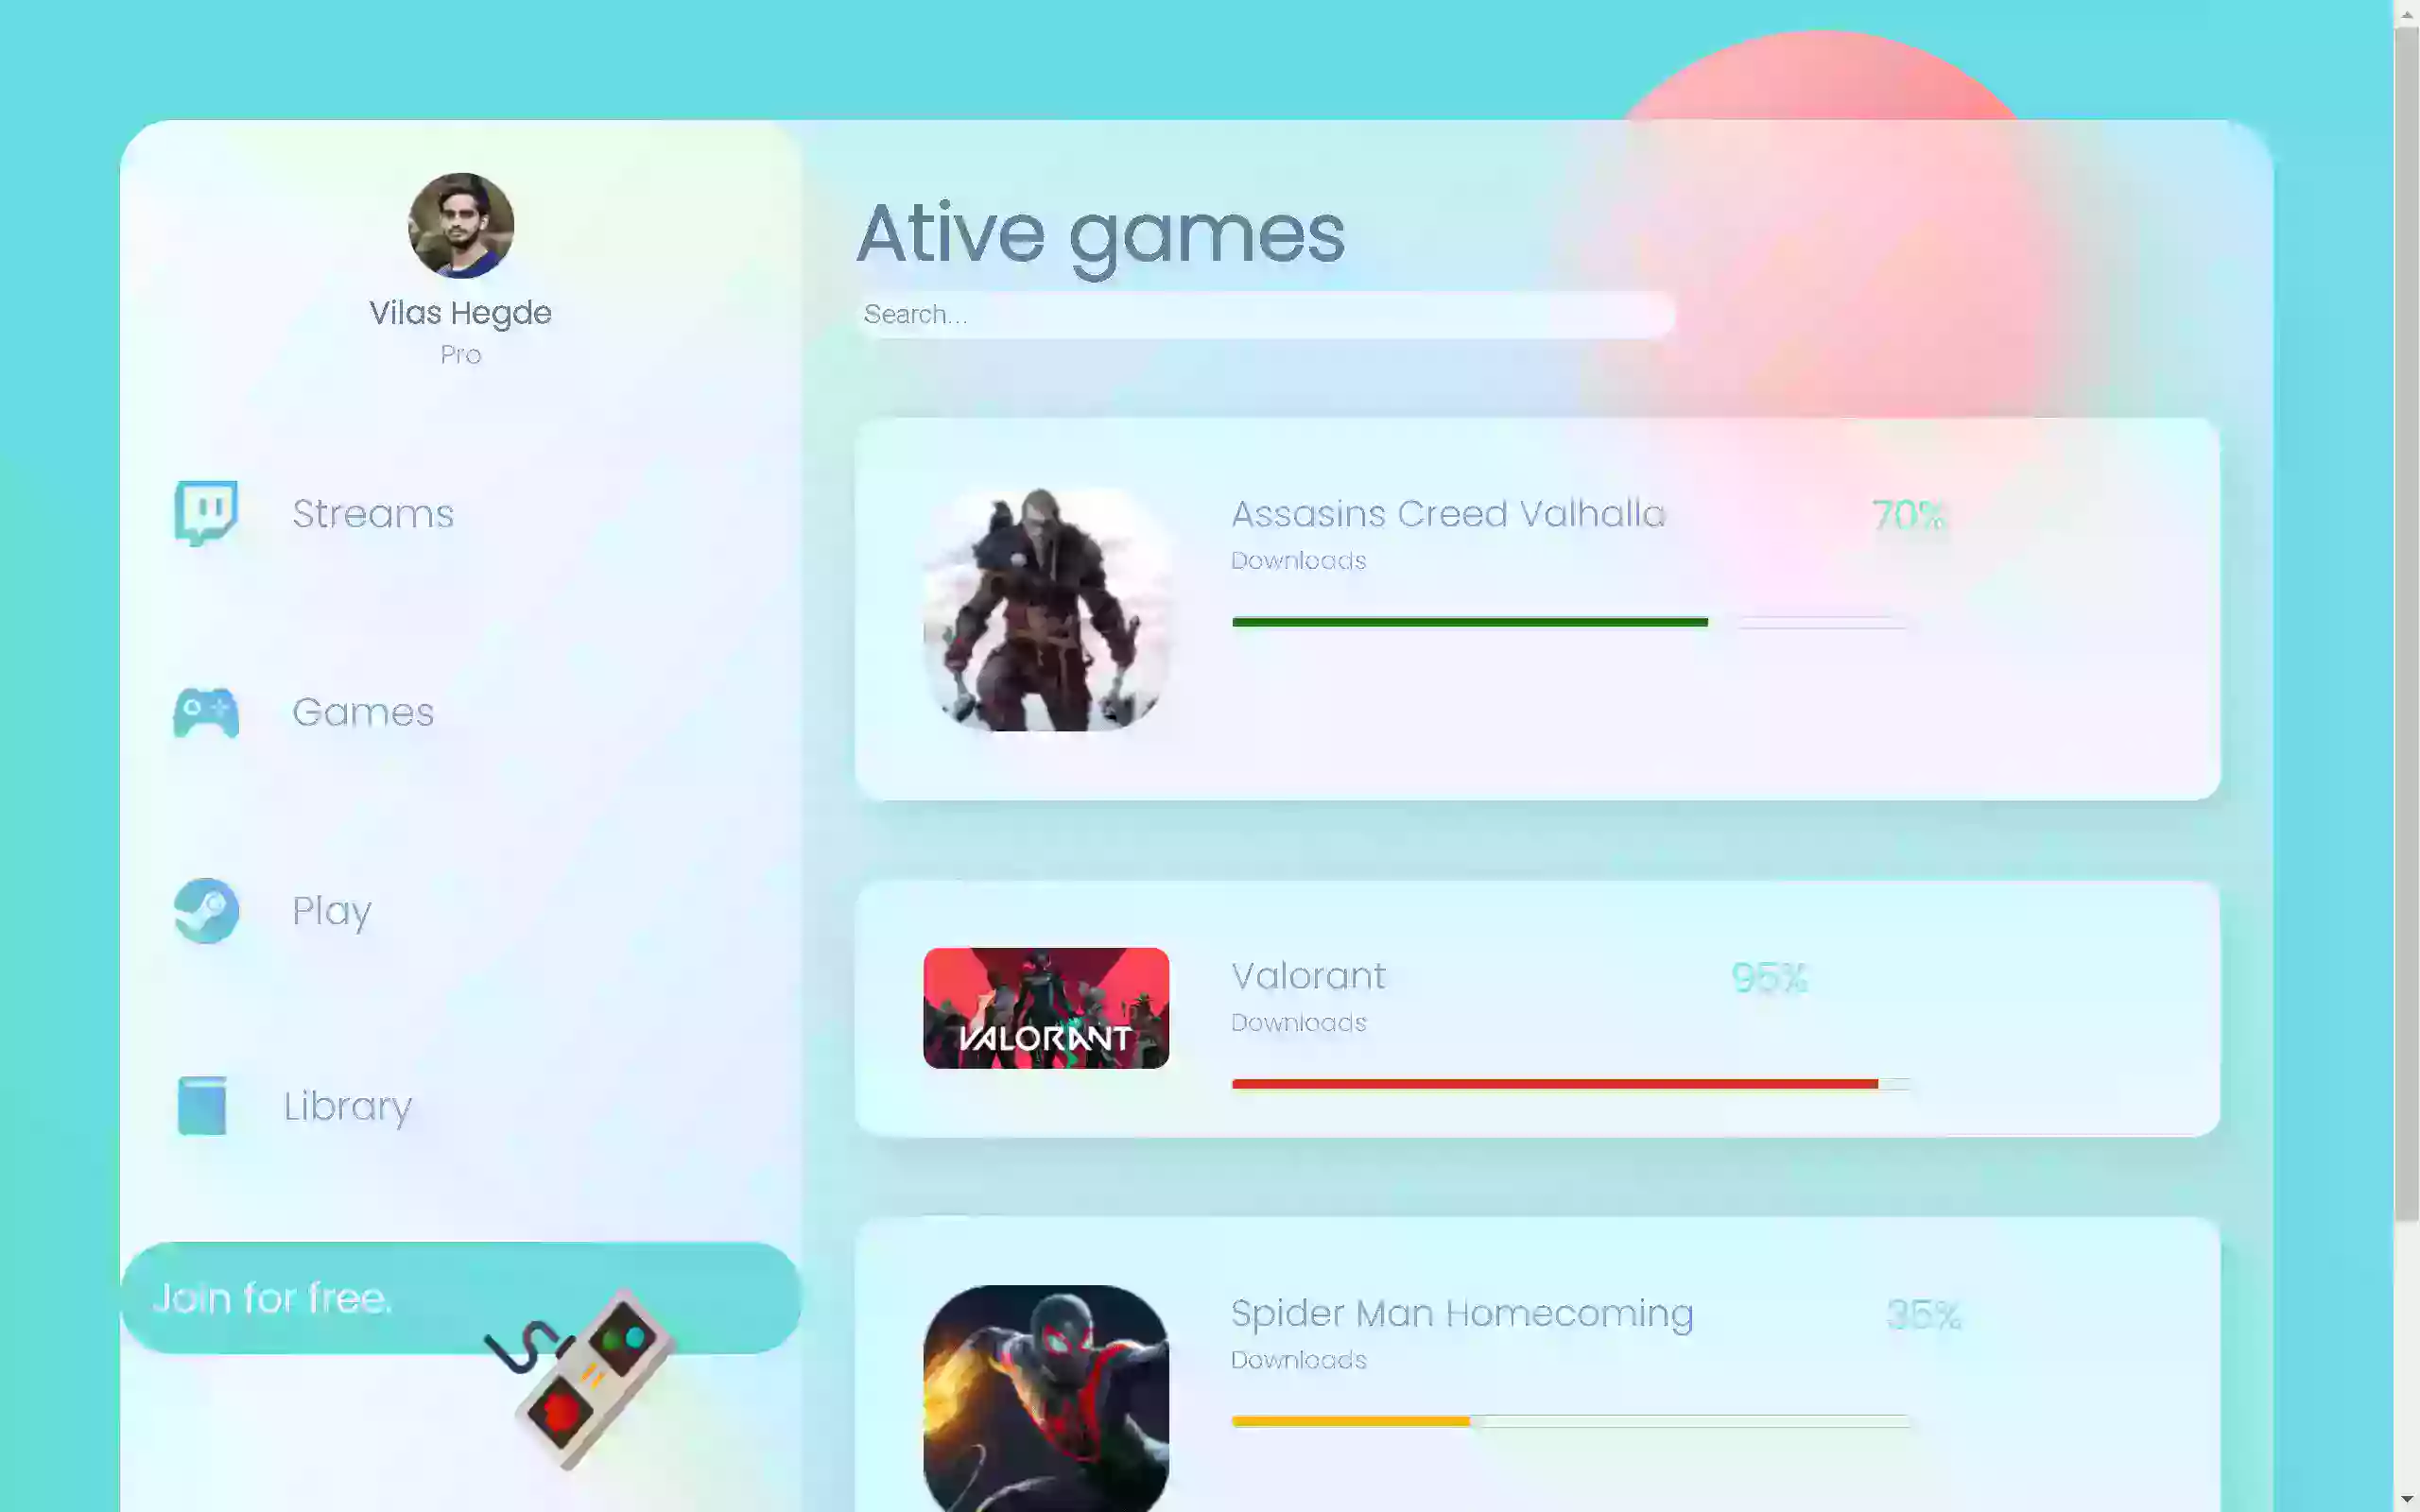 Vilas Hegde
Pro
Streams
Games
Play
Library
Join for free.
Ative games
Search...
Assasins Creed Valhalla
70%
Downloads
VALORANT
Valorant
95%
Downloads
Spider Man Homecoming
35%
Downloads